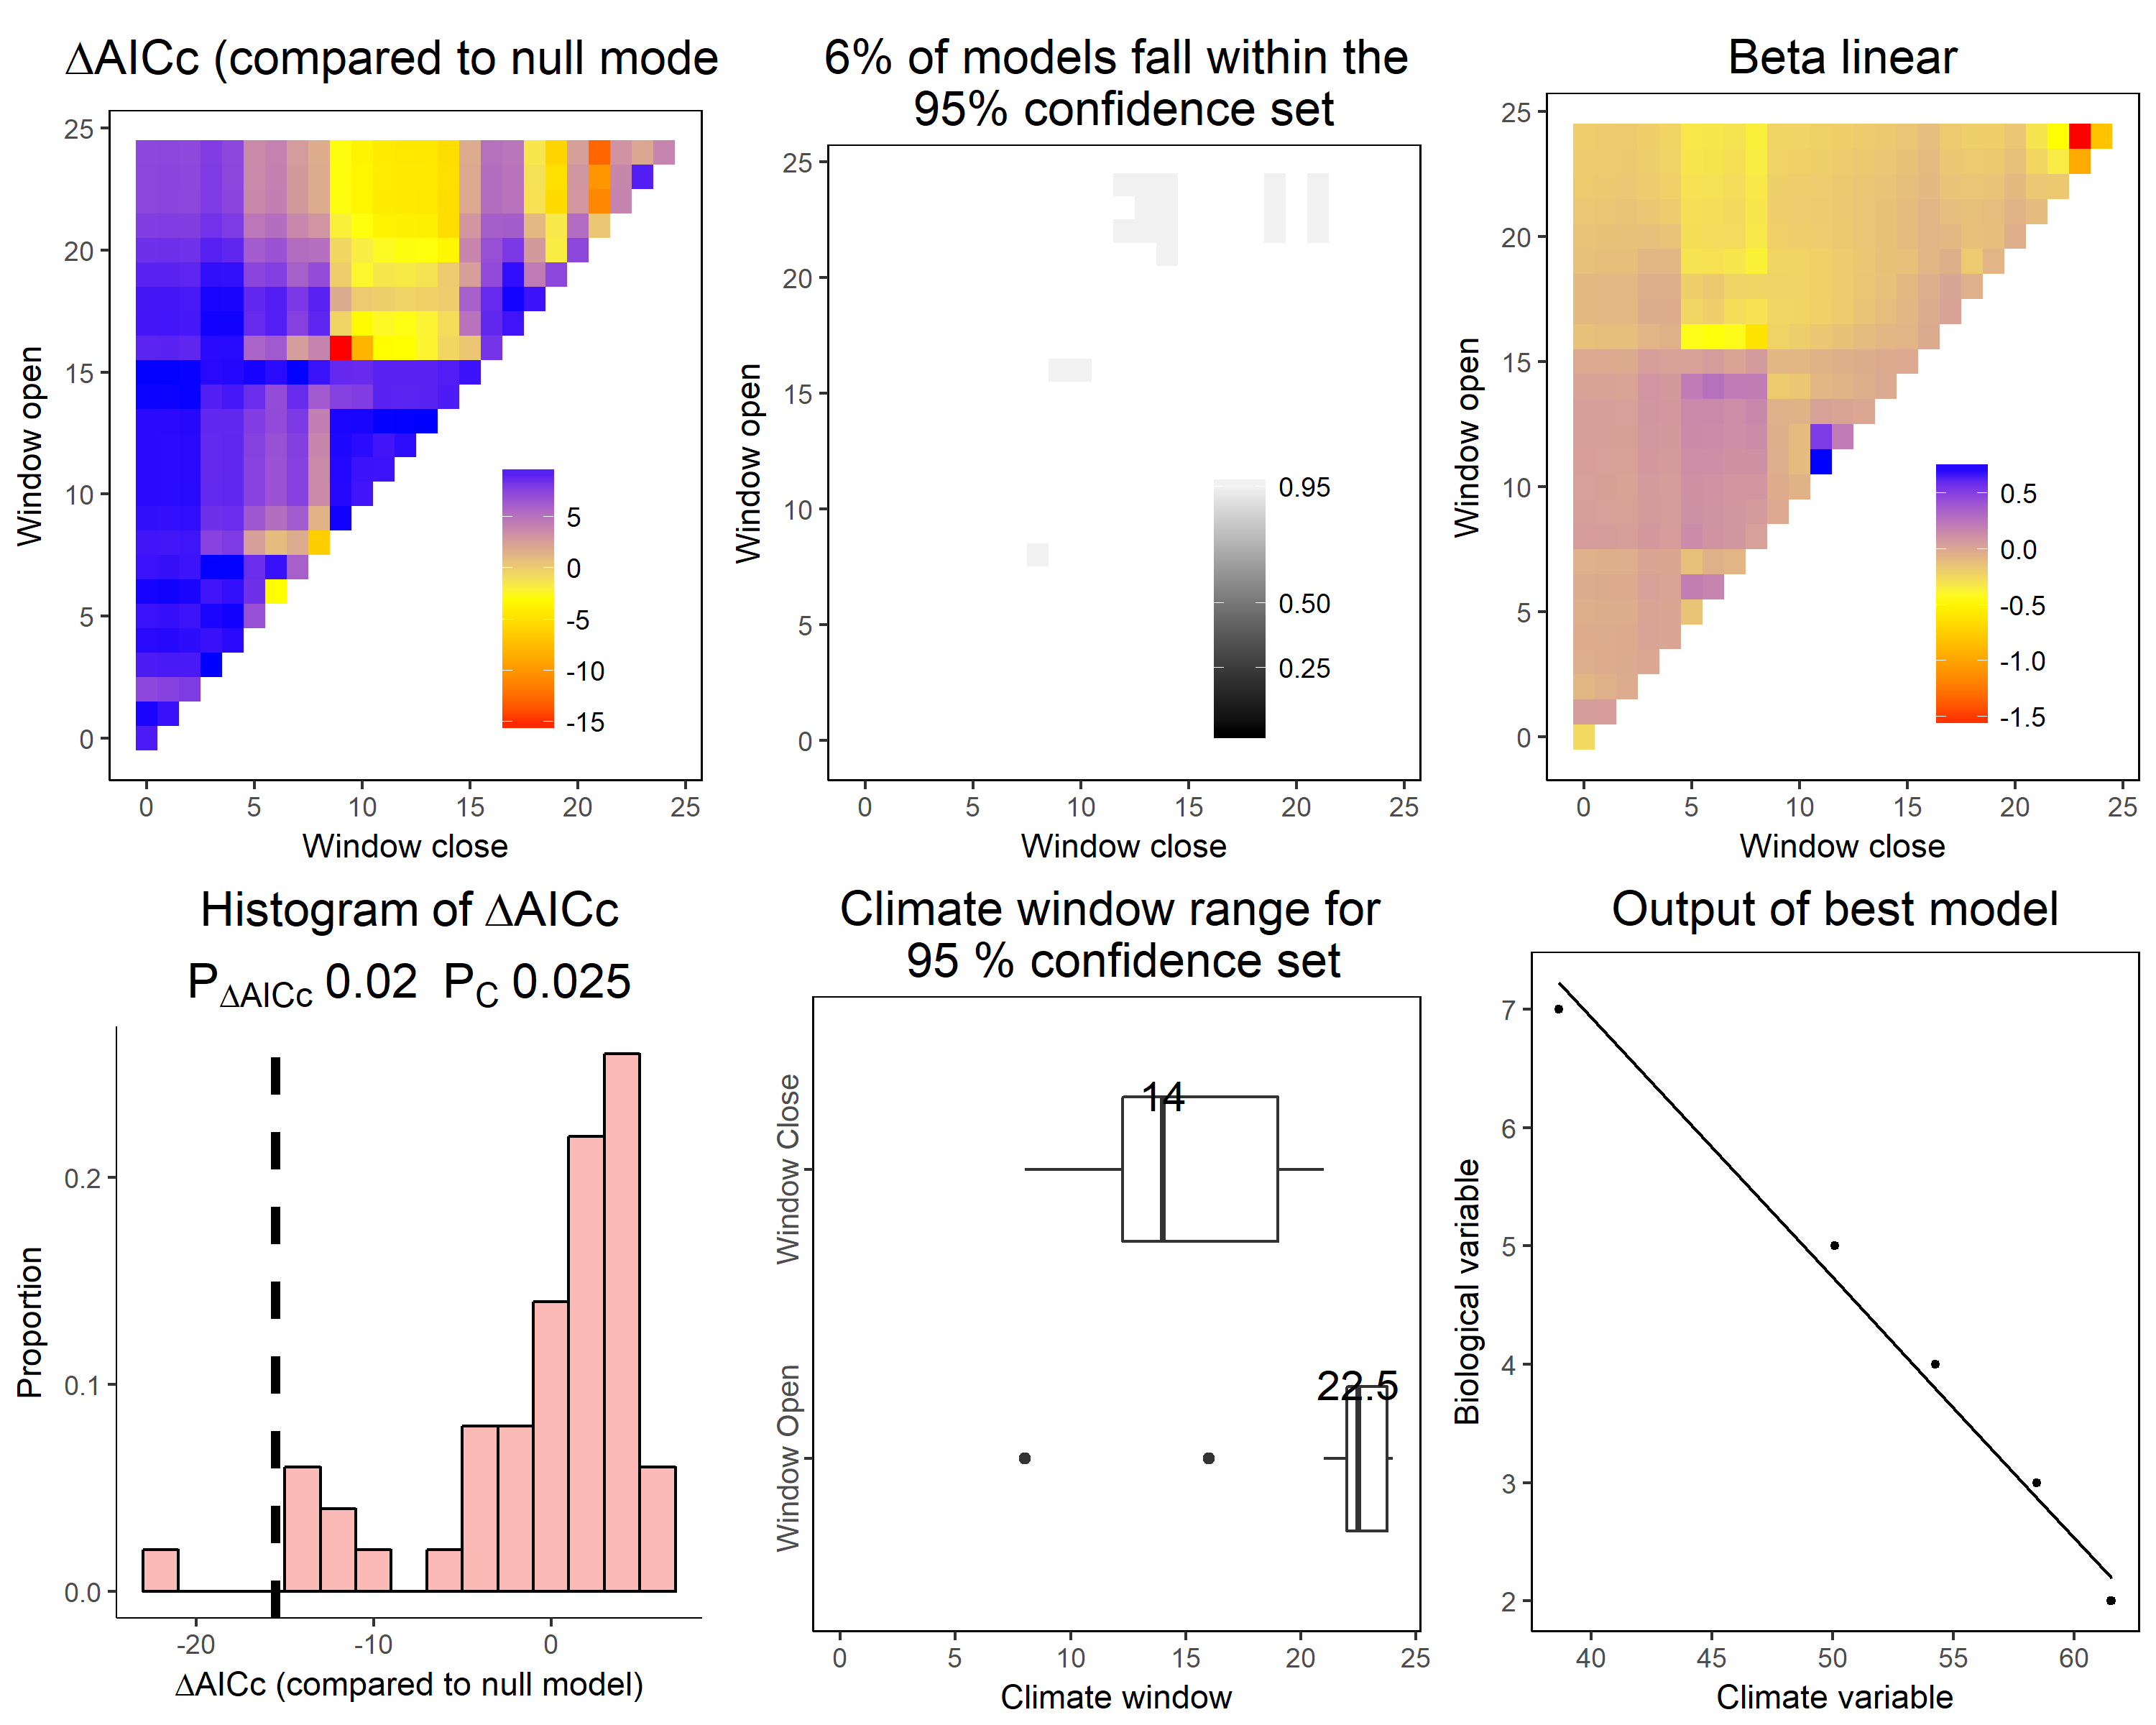 ∆AICc (compared to null mode
25
20
15
10
5
0
Window open
5
0
-5
-10
-15
0 5 10 15 20 25
Window close
6% of models fall within the
95% confidence set
25
20
15
10
5
0
Window open
0.95
0.50
0.25
0 5 10 15 20 25
Window close
Beta linear
25
20
15
10
5
0
Window open
0.5
0.0
-0.5
-1.0
-1.5
0 5 10 15 20 25
Window close
Histogram of ∆AICc
P∆AICc 0.02 PC 0.025
0.2
0.1
0.0
Proportion
-20 -10 0
∆AICc (compared to null model)
Climate window range for
95 % confidence set
Window Close
14
Window Open
22.5
0 5 10 15 20 25
Climate window
Output of best model
7
6
5
4
3
2
Biological variable
40 45 50 55 60
Climate variable